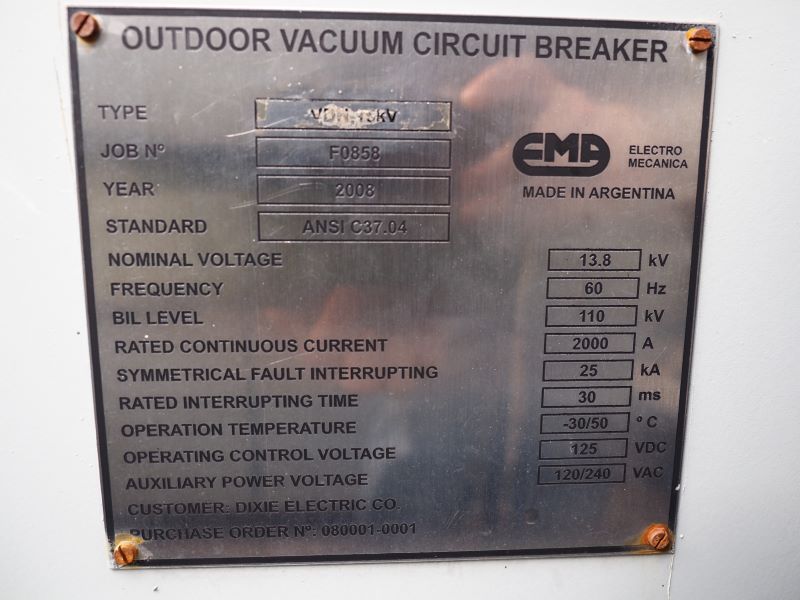 OUTDOOR VACUUM CIRCUIT BREAKER
TYPE VDH-15kV
JOB Nº F0858
YEAR 2008
STANDARD ANSI C37.04
EMA ELECTRO
MECANICA
MADE IN ARGENTINA
NOMINAL VOLTAGE 13.8 kV
FREQUENCY 60 Hz
BIL LEVEL 110 kV
RATED CONTINUOUS CURRENT 2000 A
SYMMETRICAL FAULT INTERRUPTING 25 kA
RATED INTERRUPTING TIME 30 ms
OPERATION TEMPERATURE -30/50 ° C
OPERATING CONTROL VOLTAGE 125 VDC
AUXILIARY POWER VOLTAGE 120/240 VAC
CUSTOMER: DIXIE ELECTRIC CO.
PURCHASE ORDER Nº: 080001-0001